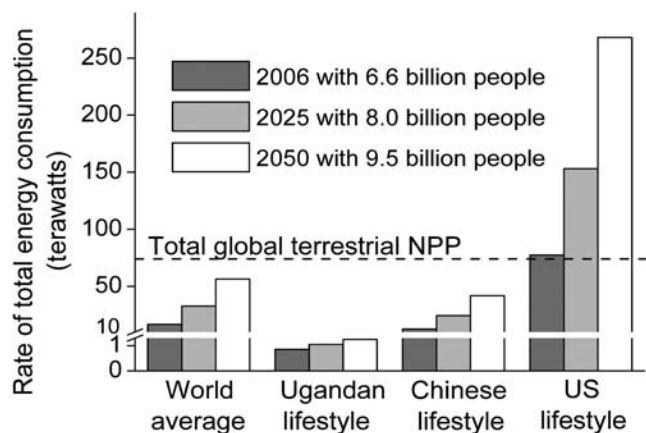 Rate of total energy consumption
(terawatts)
250
200
150
100
50
10
1
0
2006 with 6.6 billion people
2025 with 8.0 billion people
2050 with 9.5 billion people
Total global terrestrial NPP
World
average
Ugandan
lifestyle
Chinese
lifestyle
US
lifestyle